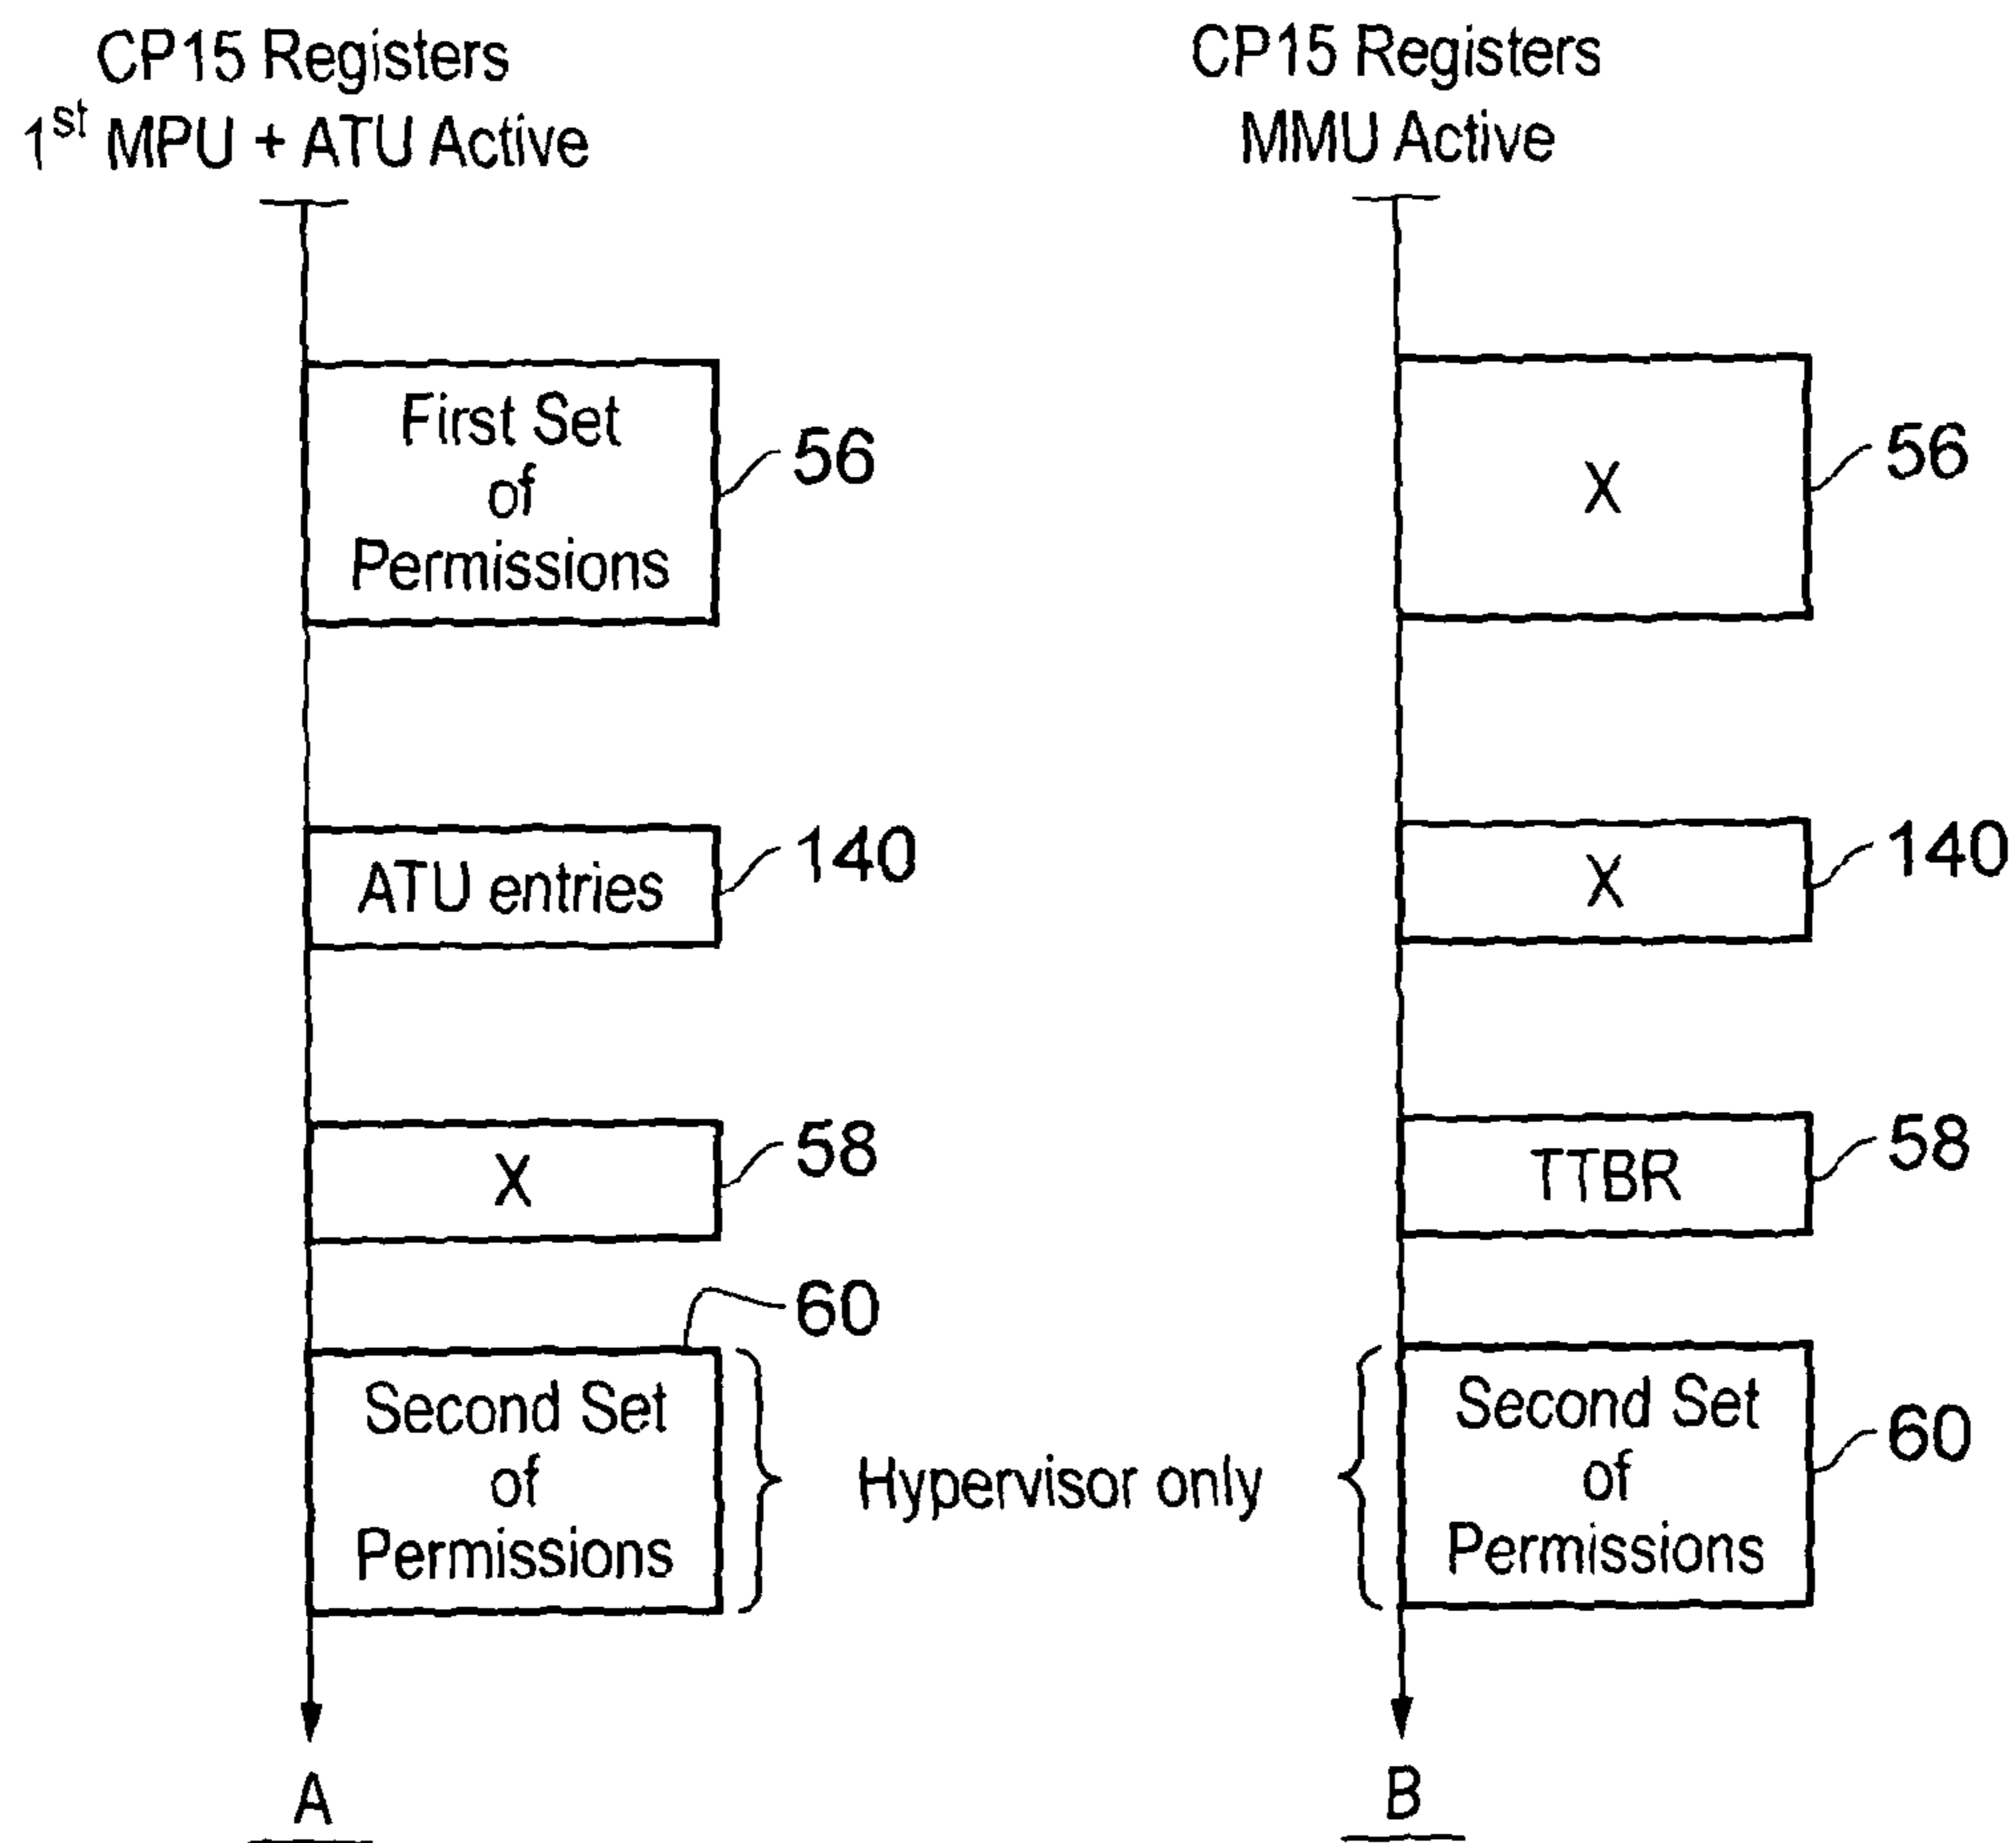 CP15 Registers
1st MPU + ATU Active
First Set
of
Permissions
56
ATU entries
140
X
58
60
Second Set
of
Permissions
Hypervisor only
A
CP15 Registers
MMU Active
X
56
X
140
TTBR
58
Second Set
of
Permissions
60
B